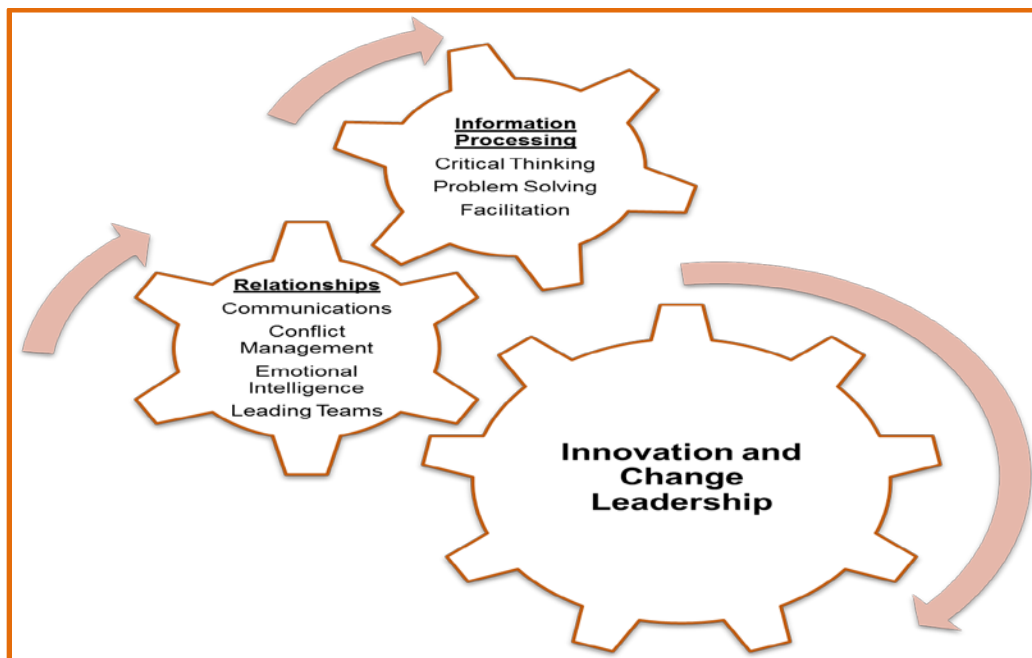 Information
Processing
Critical Thinking
Problem Solving
Facilitation
Relationships
Communications
Conflict
Management
Emotional
Intelligence
Leading Teams
Innovation and
Change
Leadership